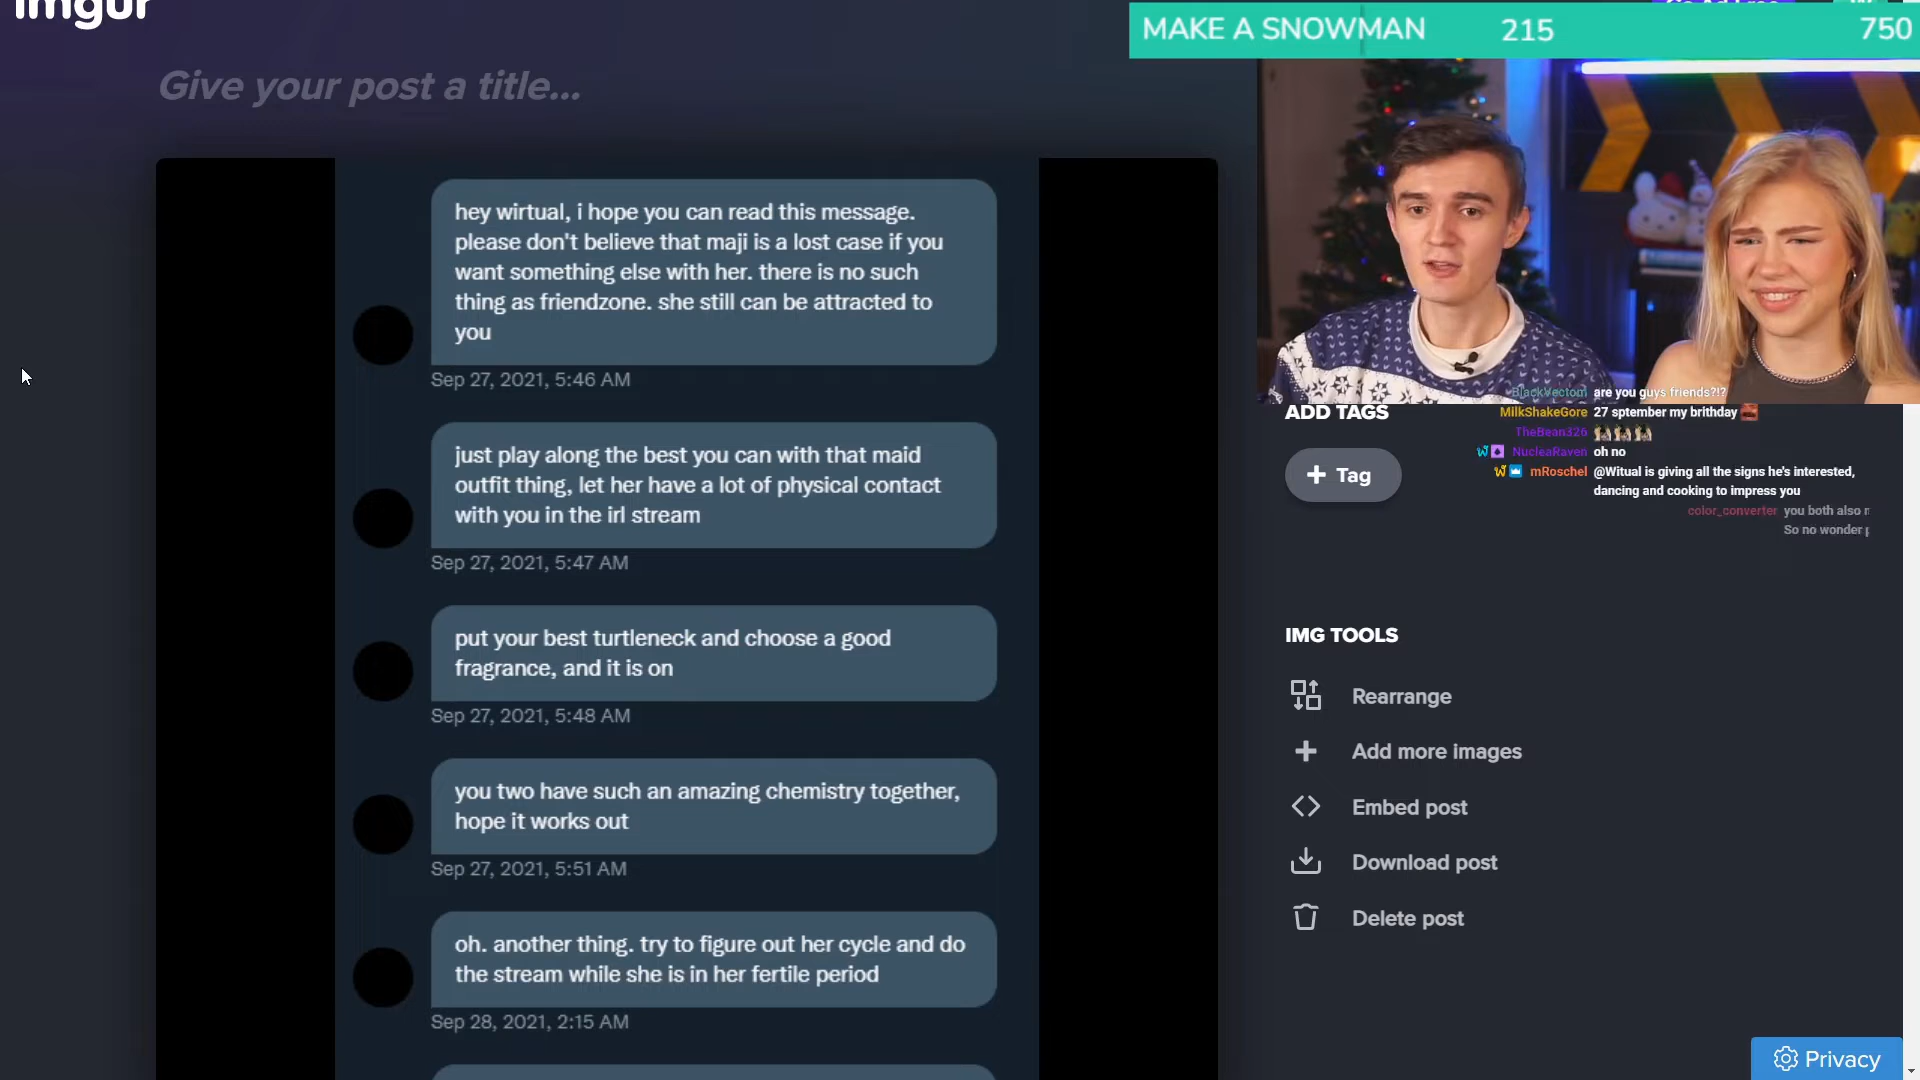 imgur
Give your post a title...
MAKE A SNOWMAN 215 750
hey wirtual, i hope you can read this message.
please don't believe that maji is a lost case if you
want something else with her. there is no such
thing as friendzone. she still can be attracted to
you
Sep 27, 2021, 5:46 AM
just play along the best you can with that maid
outfit thing, let her have a lot of physical contact
with you in the irl stream
Sep 27, 2021, 5:47 AM
put your best turtleneck and choose a good
fragrance, and it is on
Sep 27, 2021, 5:48 AM
you two have such an amazing chemistry together,
hope it works out
Sep 27, 2021, 5:51 AM
oh. another thing. try to figure out her cycle and do
the stream while she is in her fertile period
Sep 28, 2021, 2:15 AM
BlackVectom are you guys friends?!?
MilkShakeGore 27 sptember my brithday
TheBean326
NucleaRaven oh no
mRoschel @Witual is giving all the signs he's interested,
dancing and cooking to impress you
color_converter you both also
So no wonder
ADD TAGS
+ Tag
IMG TOOLS
Rearrange
Add more images
Embed post
Download post
Delete post
Privacy